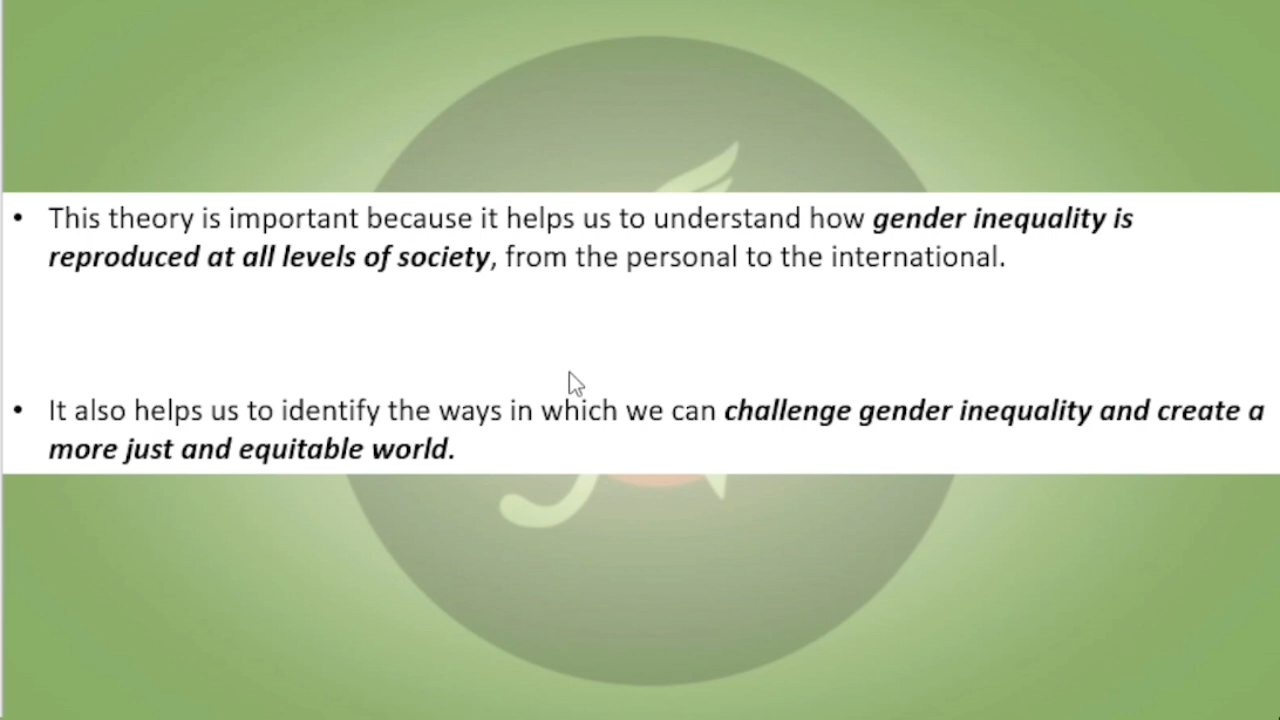 • This theory is important because it helps us to understand how gender inequality is
reproduced at all levels of society, from the personal to the international.
• It also helps us to identify the ways in which we can challenge gender inequality and create a
more just and equitable world.